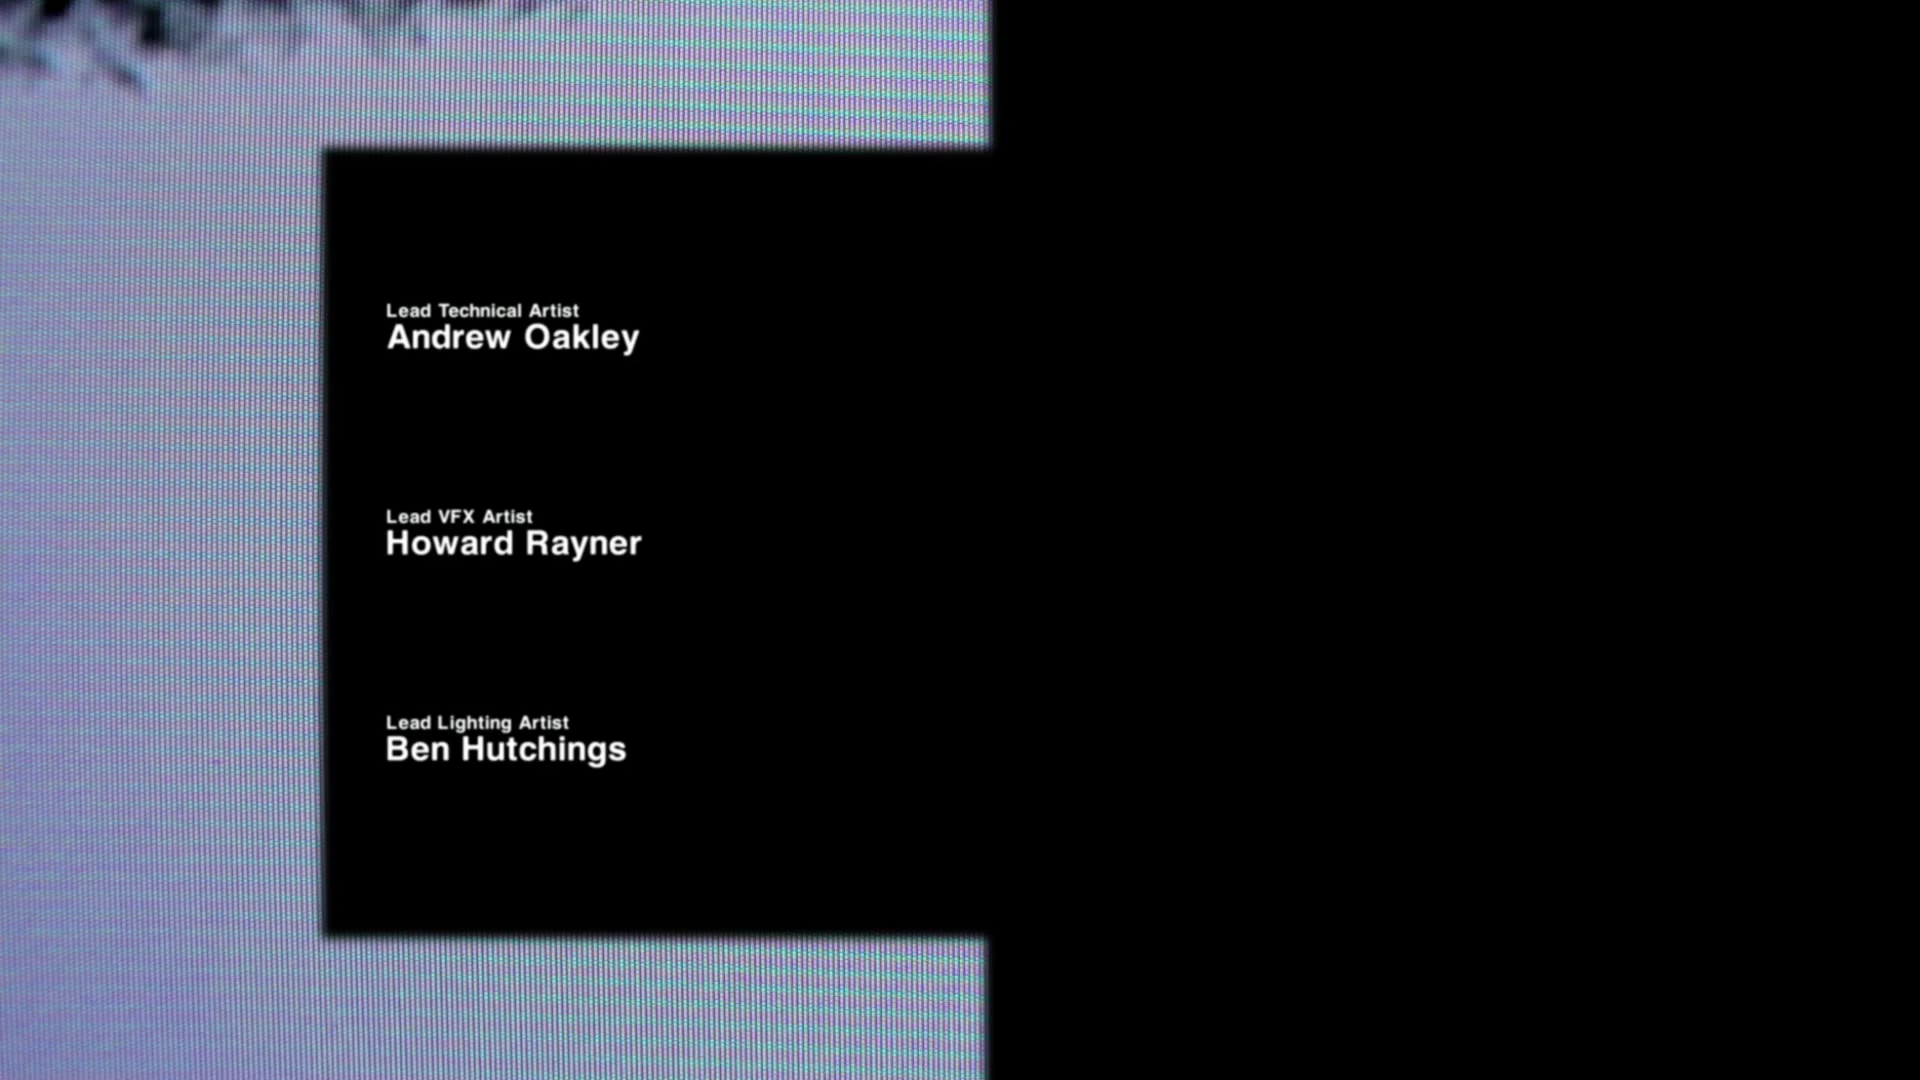 Lead Technical Artist
Andrew Oakley
Lead VFX Artist
Howard Rayner
Lead Lighting Artist
Ben Hutchings